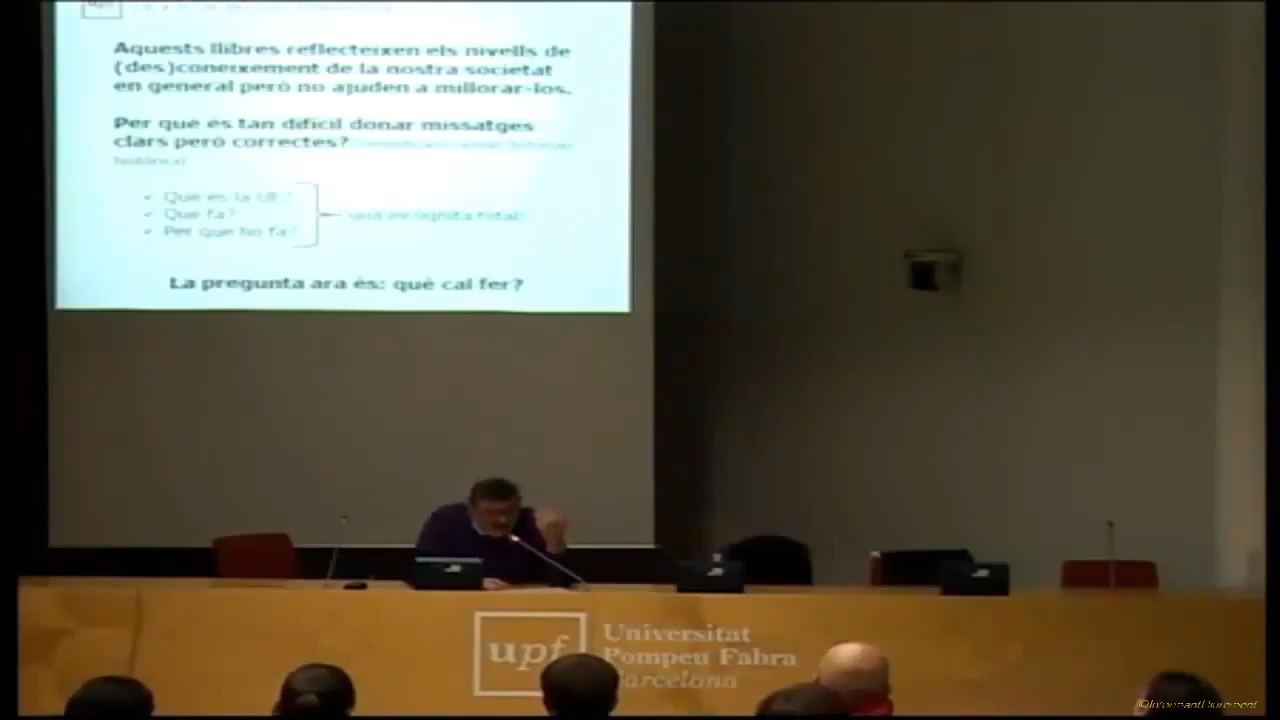 upf
Aquests llibres reflecteixen els nivells de
(des)coneixement de la nostra societat
en general però no ajuden a millorar-los.
Per què és tan difícil donar missatges
clars però correctes?
Què és la UE?
Què fa?
Per què ho fa?
una incògnita total
La pregunta ara és: què cal fer?
upf
Universitat
Pompeu Fabra
Barcelona